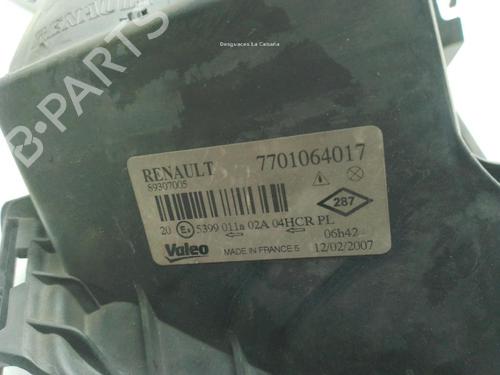 RENAULT
Desguaces La Cabaña
B-PARTS
RENAULT 7701064017
89307005
287
20 E 5399 011a 02A 04HCR PL
06h42
Valeo MADE IN FRANCE 5 12/02/2007